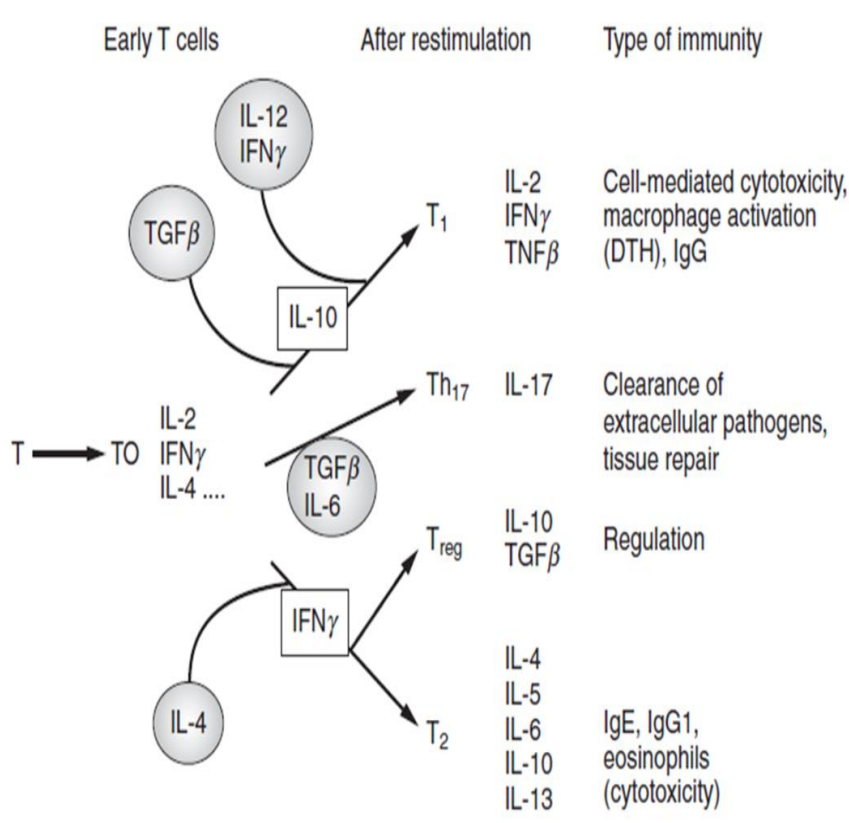 Early T cells
After restimulation
Type of immunity
IL-12
IFNγ
TGFβ
IL-10
T₁
IL-2
IFNγ
TNFβ
Cell-mediated cytotoxicity,
macrophage activation
(DTH), IgG
T
TO
IL-2
IFNγ
IL-4 ....
TGFβ
IL-6
Th₁₇
IL-17
Clearance of
extracellular pathogens,
tissue repair
Treg
IL-10
TGFβ
Regulation
IFNγ
IL-4
T₂
IL-4
IL-5
IL-6
IL-10
IL-13
IgE, IgG1,
eosinophils
(cytotoxicity)